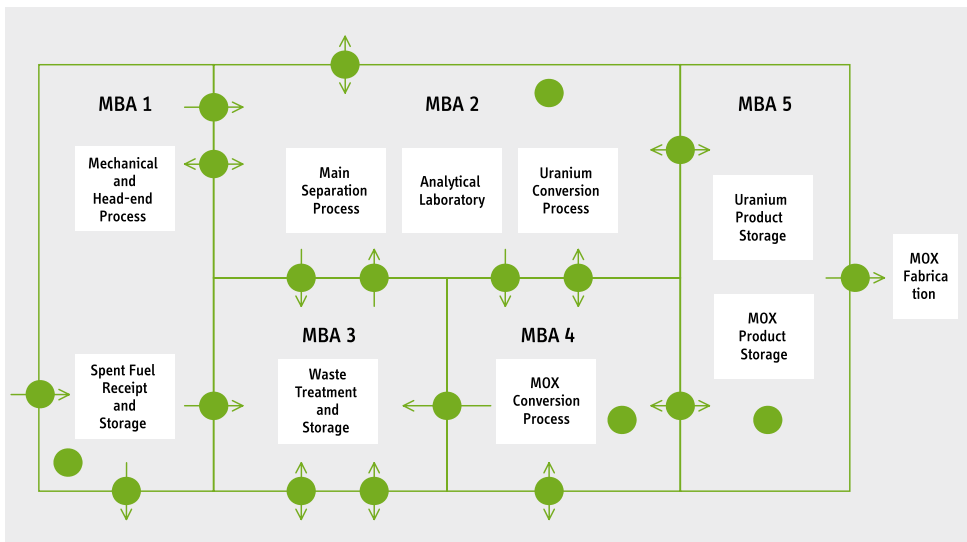 MBA 1
MBA 2
MBA 5
Mechanical
and
Head-end
Process
Main
Separation
Process
Analytical
Laboratory
Uranium
Conversion
Process
Uranium
Product
Storage
MOX
Fabrica
tion
MOX
Product
Storage
MBA 3
MBA 4
Spent Fuel
Receipt
and
Storage
Waste
Treatment
and
Storage
MOX
Conversion
Process